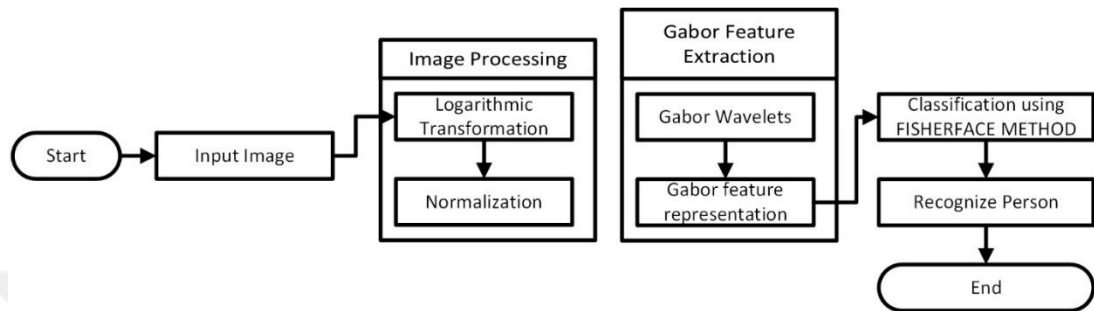 Start
Input Image
Image Processing
Logarithmic
Transformation
Normalization
Gabor Feature
Extraction
Gabor Wavelets
Gabor feature
representation
Classification using
FISHERFACE METHOD
Recognize Person
End